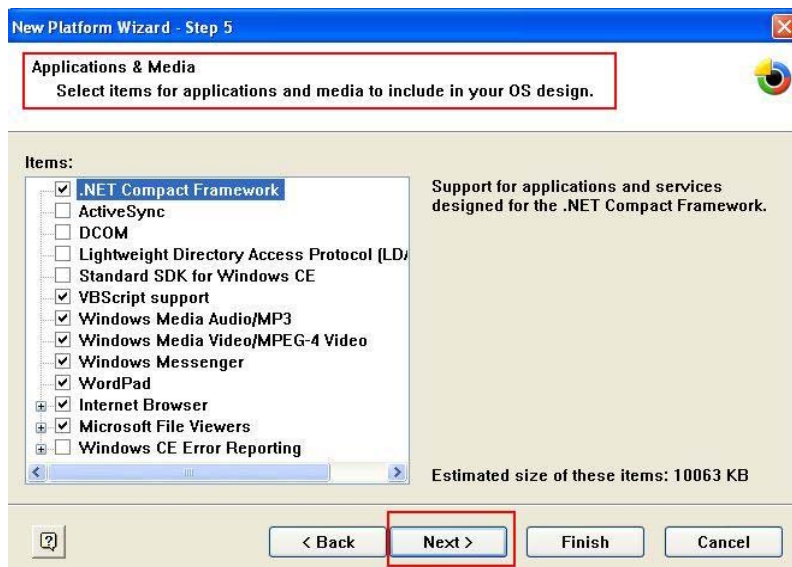 New Platform Wizard - Step 5
Applications & Media
Select items for applications and media to include in your OS design.
Items:
.NET Compact Framework
ActiveSync
DCOM
Lightweight Directory Access Protocol (LD
Standard SDK for Windows CE
VBScript support
Windows Media Audio/MP3
Windows Media Video/MPEG-4 Video
Windows Messenger
WordPad
Internet Browser
Microsoft File Viewers
Windows CE Error Reporting
Support for applications and services
designed for the .NET Compact Framework.
Estimated size of these items: 10063 KB
< Back
Next >
Finish
Cancel